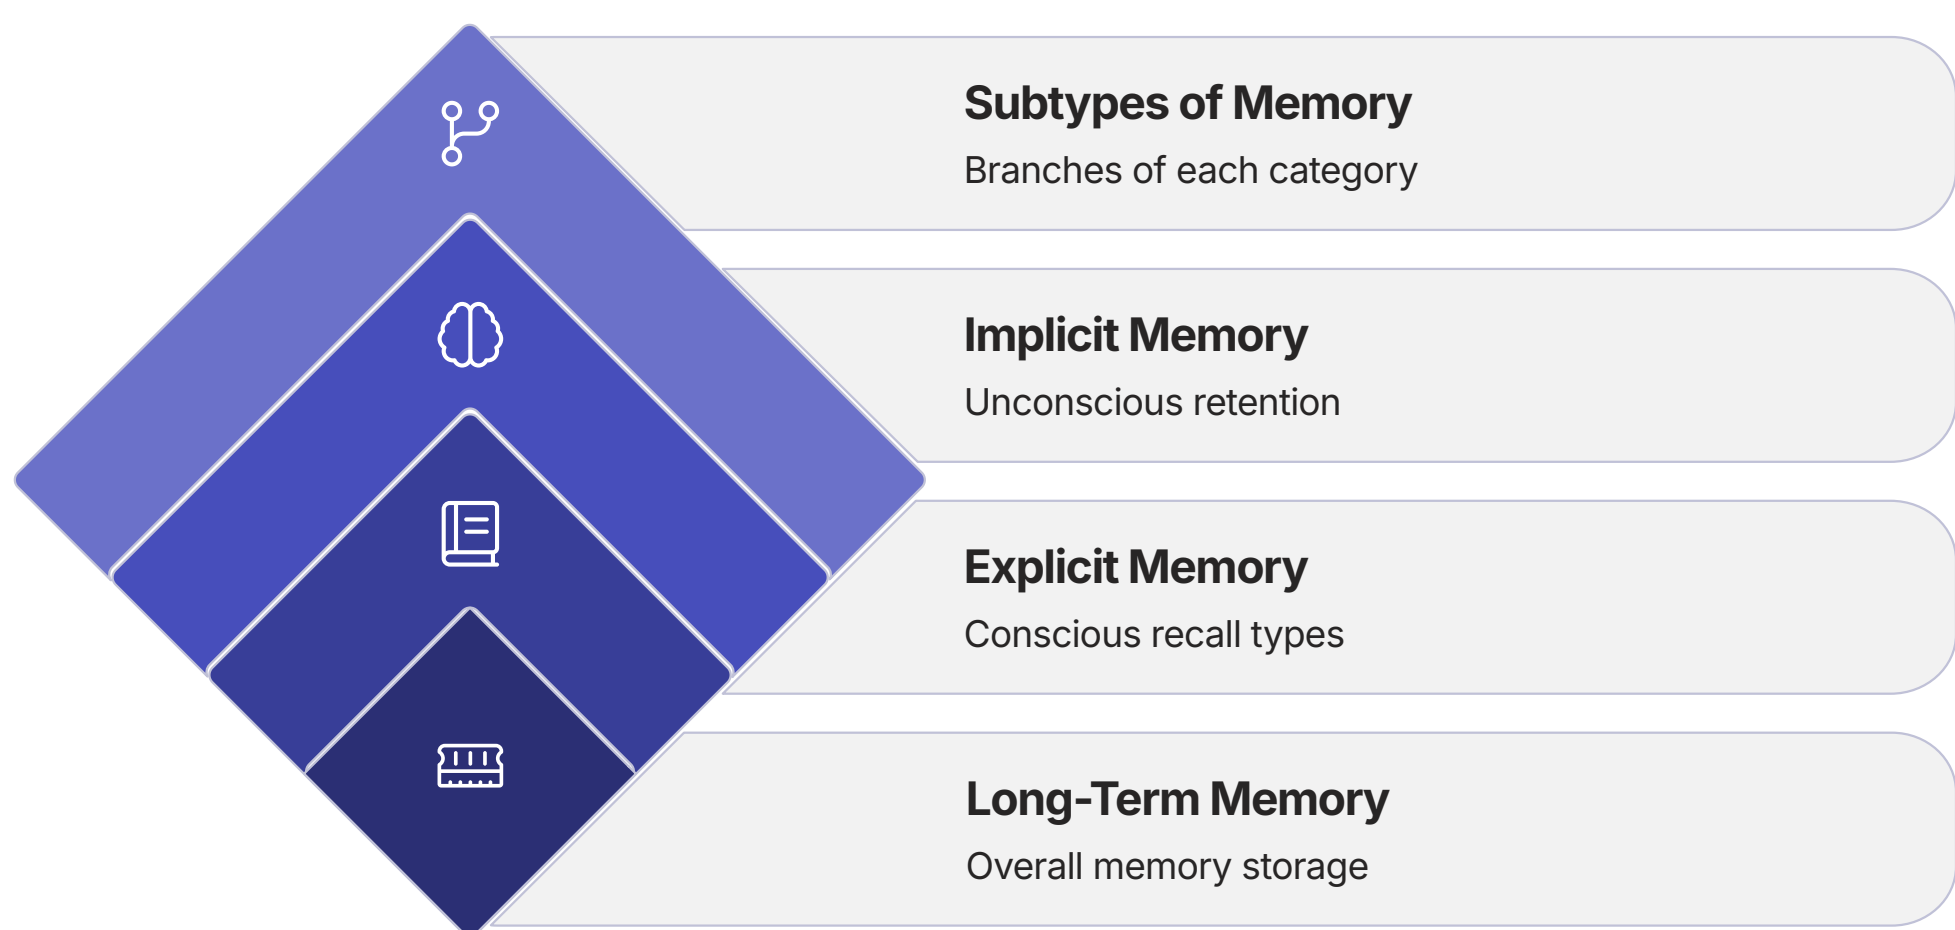 Subtypes of Memory
Branches of each category
Implicit Memory
Unconscious retention
Explicit Memory
Conscious recall types
Long-Term Memory
Overall memory storage